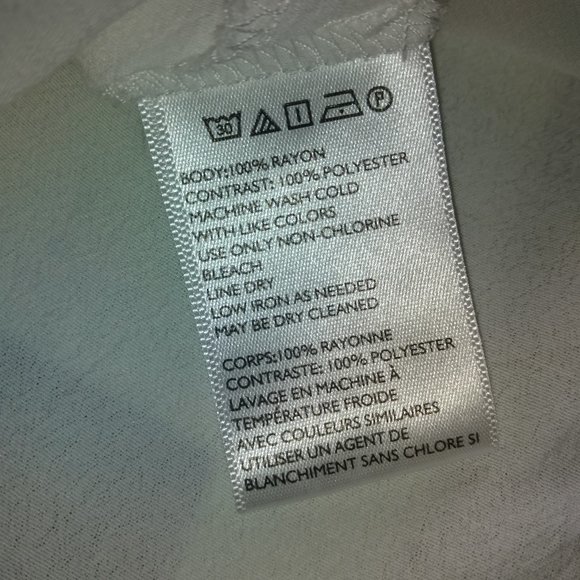 30 P
BODY:100% RAYON
CONTRAST: 100% POLYESTER
MACHINE WASH COLD
WITH LIKE COLORS
USE ONLY NON-CHLORINE
BLEACH
LINE DRY
LOW IRON AS NEEDED
MAY BE DRY CLEANED
CORPS:100% RAYONNE
CONTRASTE: 100% POLYESTER
LAVAGE EN MACHINE À
TEMPÉRATURE FROIDE
AVEC COULEURS SIMILAIRES
UTILISER UN AGENT DE
BLANCHIMENT SANS CHLORE SI